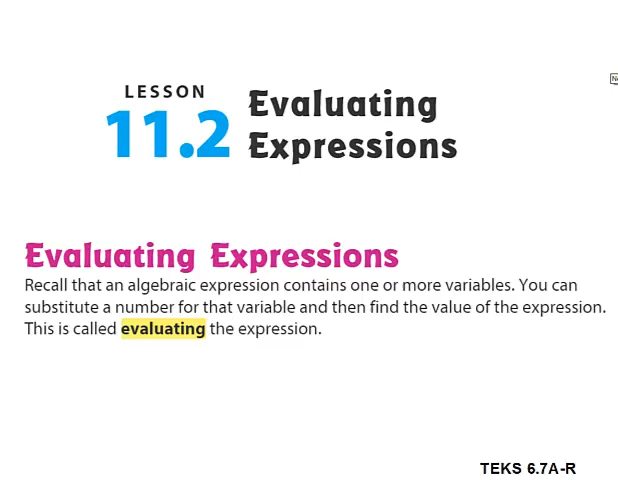 LESSON
11.2
Evaluating
Expressions
Evaluating Expressions
Recall that an algebraic expression contains one or more variables. You can
substitute a number for that variable and then find the value of the expression.
This is called evaluating the expression.
TEKS 6.7A-R